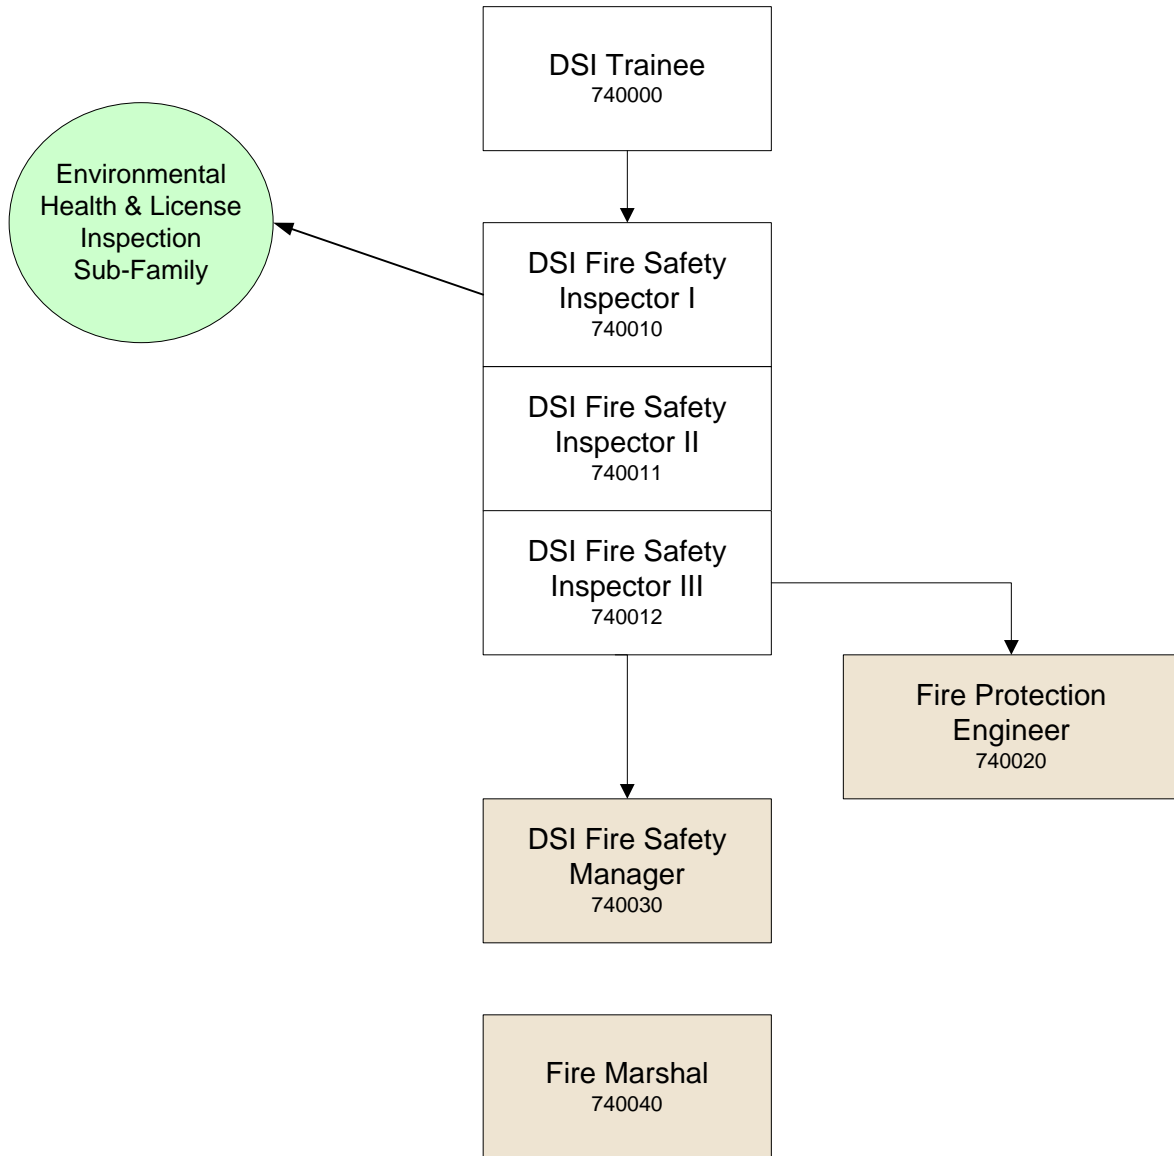 DSI Trainee
740000
Environmental
Health & License
Inspection
Sub-Family
DSI Fire Safety
Inspector I
740010
DSI Fire Safety
Inspector II
740011
DSI Fire Safety
Inspector III
740012
Fire Protection
Engineer
740020
DSI Fire Safety
Manager
740030
Fire Marshal
740040